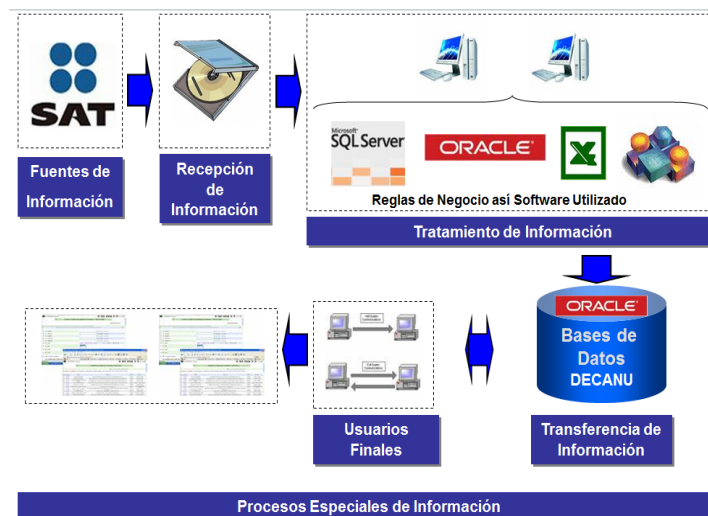 SAT
Fuentes de
Información
Recepción
de
Información
Microsoft
SQL Server
ORACLE
Reglas de Negocio así Software Utilizado
Tratamiento de Información
ORACLE
Bases de
Datos
DECANU
Transferencia de
Información
Usuarios
Finales
Procesos Especiales de Información